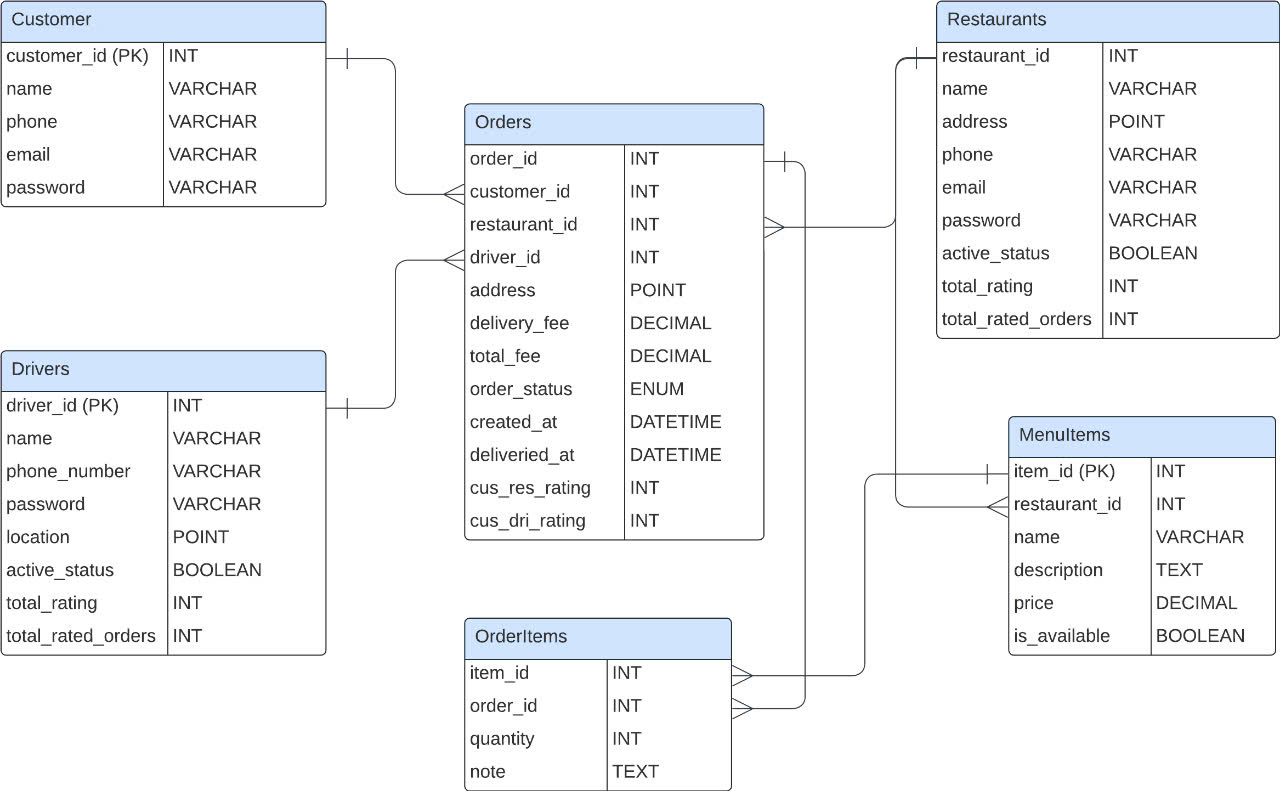 Customer
customer_id (PK) INT
name VARCHAR
phone VARCHAR
email VARCHAR
password VARCHAR
Drivers
driver_id (PK) INT
name VARCHAR
phone_number VARCHAR
password VARCHAR
location POINT
active_status BOOLEAN
total_rating INT
total_rated_orders INT
Orders
order_id INT
customer_id INT
restaurant_id INT
driver_id INT
address POINT
delivery_fee DECIMAL
total_fee DECIMAL
order_status ENUM
created_at DATETIME
deliveried_at DATETIME
cus_res_rating INT
cus_dri_rating INT
OrderItems
item_id INT
order_id INT
quantity INT
note TEXT
Restaurants
restaurant_id INT
name VARCHAR
address POINT
phone VARCHAR
email VARCHAR
password VARCHAR
active_status BOOLEAN
total_rating INT
total_rated_orders INT
MenuItems
item_id (PK) INT
restaurant_id INT
name VARCHAR
description TEXT
price DECIMAL
is_available BOOLEAN